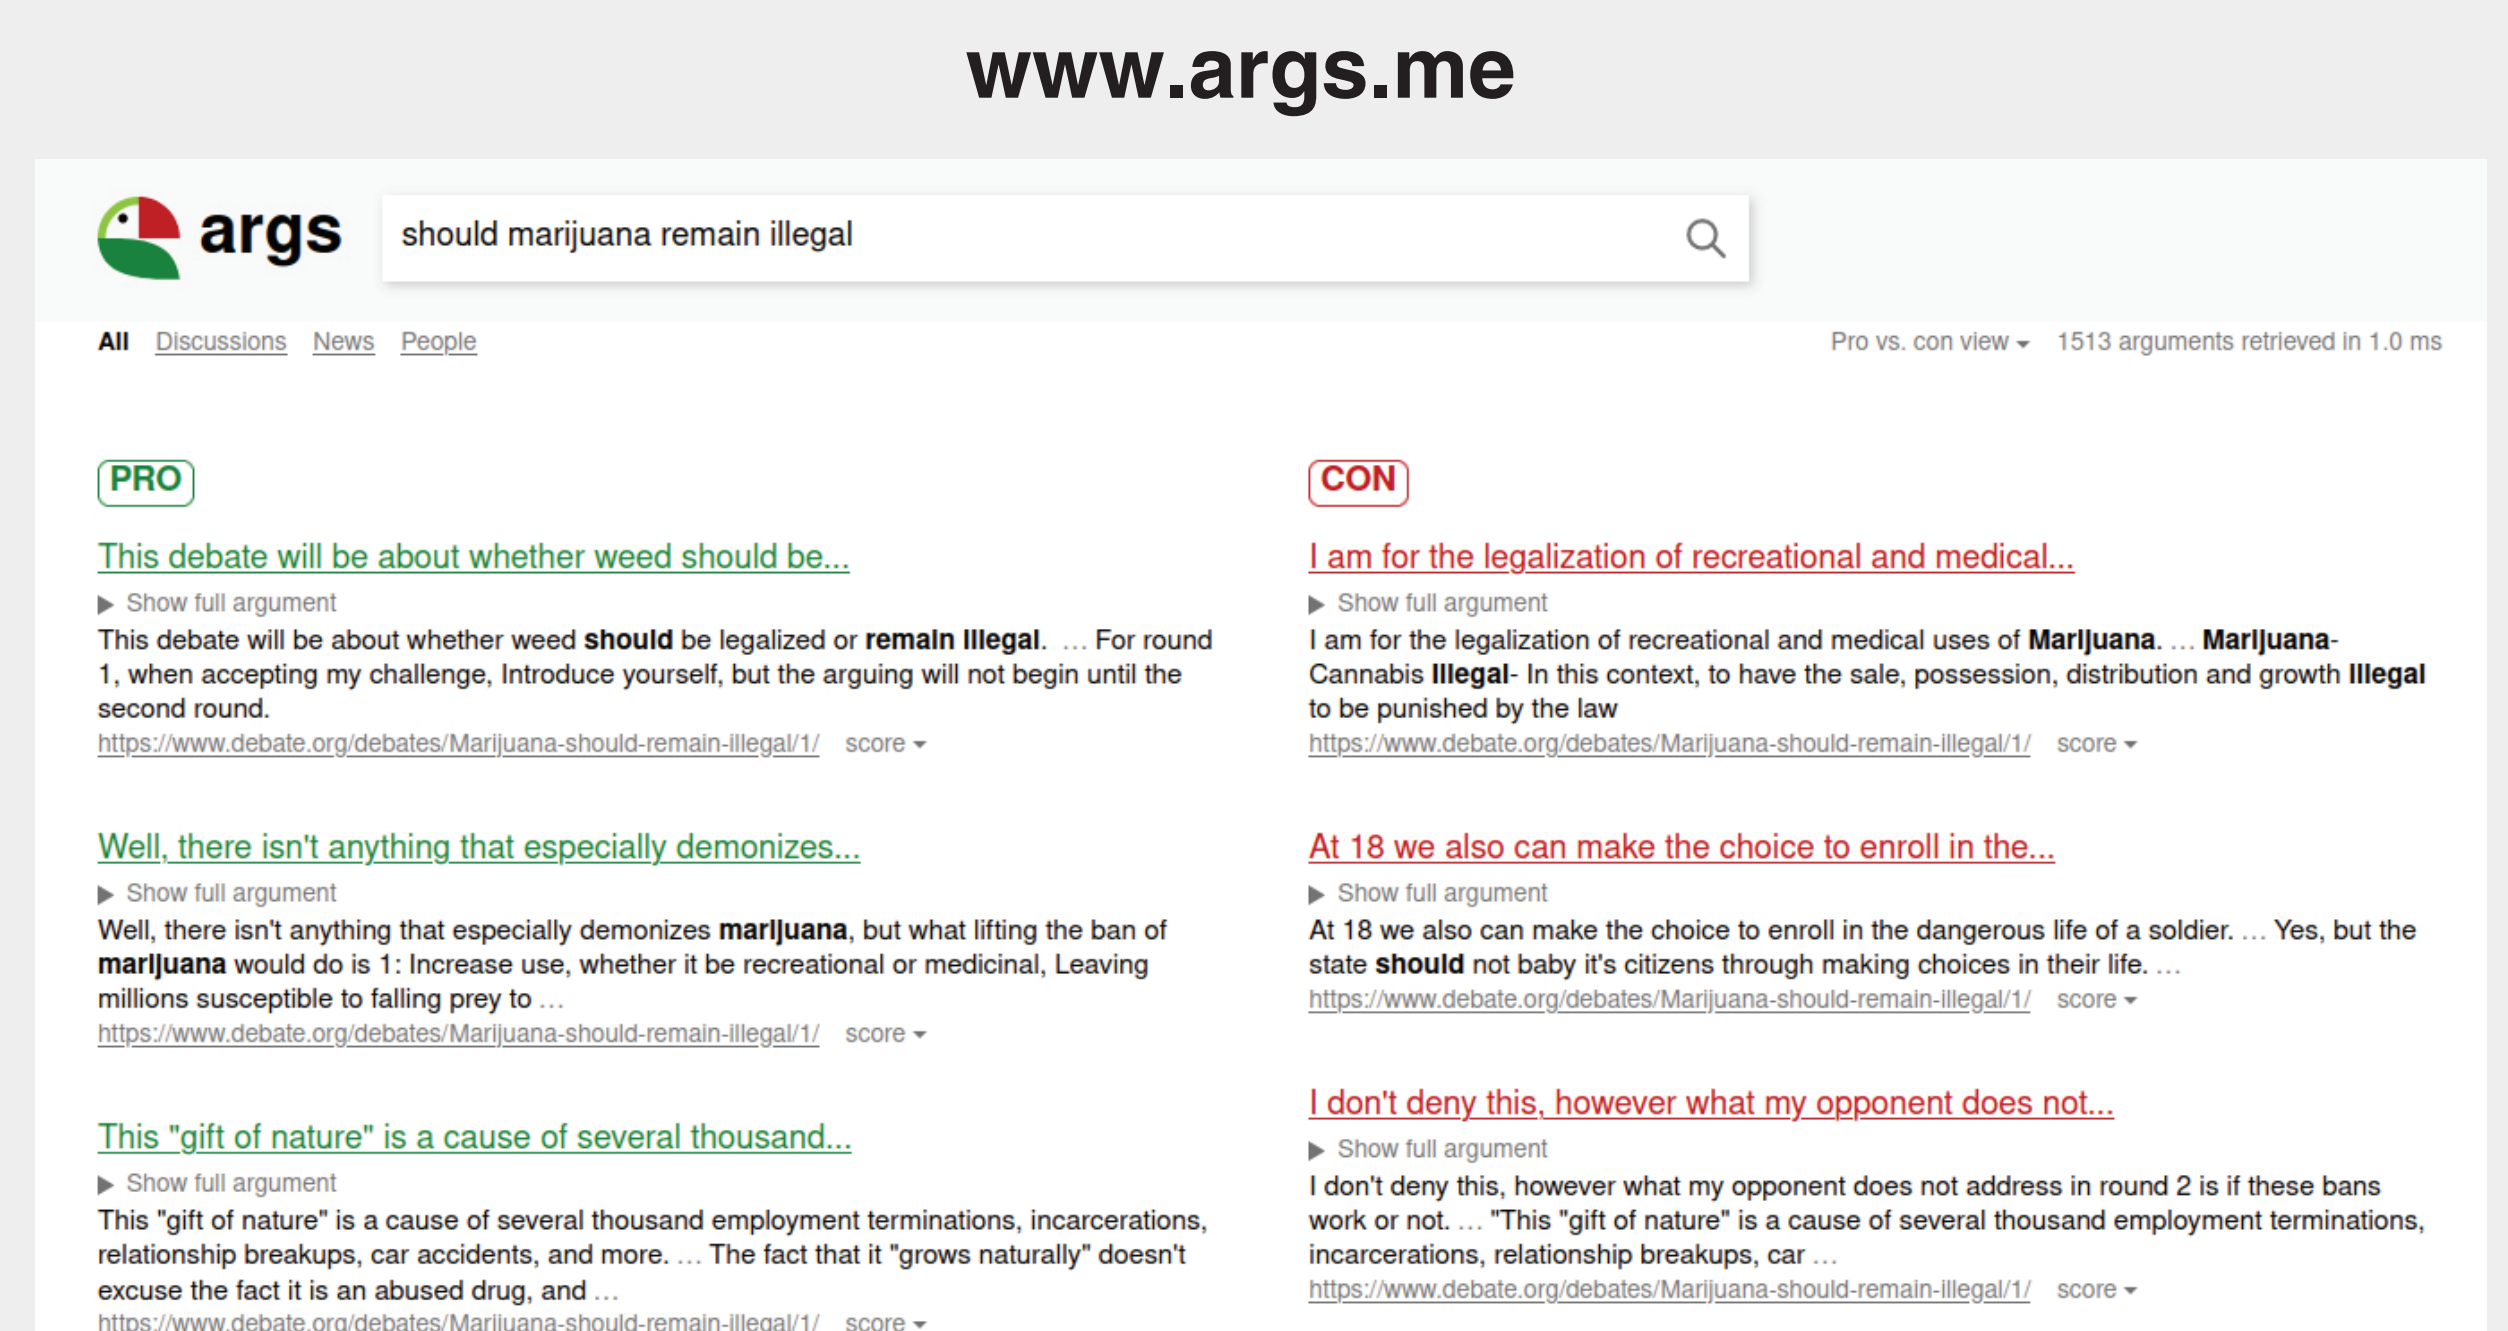 www.args.me
args
should marijuana remain illegal
All Discussions News People
Pro vs. con view 1513 arguments retrieved in 1.0 ms
PRO
This debate will be about whether weed should be...
Show full argument
This debate will be about whether weed should be legalized or remain Illegal. ... For round
1, when accepting my challenge, Introduce yourself, but the arguing will not begin until the
second round.
https://www.debate.org/debates/Marijuana-should-remain-illegal/1/ score
Well, there isn't anything that especially demonizes...
Show full argument
Well, there isn't anything that especially demonizes marijuana, but what lifting the ban of
marijuana would do is 1: Increase use, whether it be recreational or medicinal, Leaving
millions susceptible to falling prey to ...
https://www.debate.org/debates/Marijuana-should-remain-illegal/1/ score
This "gift of nature" is a cause of several thousand...
Show full argument
This "gift of nature" is a cause of several thousand employment terminations, incarcerations,
relationship breakups, car accidents, and more. ... The fact that it "grows naturally" doesn't
excuse the fact it is an abused drug, and ...
https://www.debate.org/debates/Marijuana-should-remain-illegal/1/ score
CON
I am for the legalization of recreational and medical...
Show full argument
I am for the legalization of recreational and medical uses of Marijuana. ... Marijuana-
Cannabis Illegal- In this context, to have the sale, possession, distribution and growth Illegal
to be punished by the law
https://www.debate.org/debates/Marijuana-should-remain-illegal/1/ score
At 18 we also can make the choice to enroll in the...
Show full argument
At 18 we also can make the choice to enroll in the dangerous life of a soldier. ... Yes, but the
state should not baby it's citizens through making choices in their life. ...
https://www.debate.org/debates/Marijuana-should-remain-illegal/1/ score
I don't deny this, however what my opponent does not...
Show full argument
I don't deny this, however what my opponent does not address in round 2 is if these bans
work or not. ... "This "gift of nature" is a cause of several thousand employment terminations,
incarcerations, relationship breakups, car ...
https://www.debate.org/debates/Marijuana-should-remain-illegal/1/ score